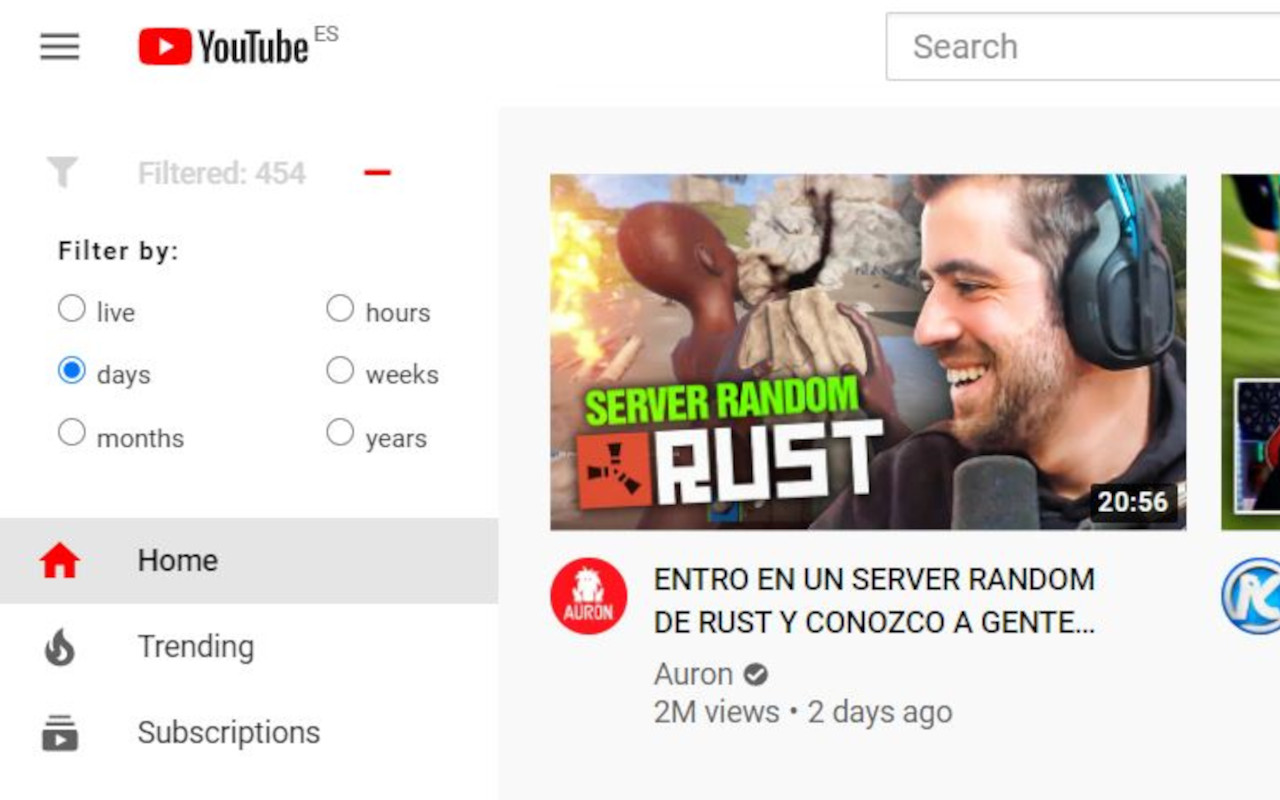 YouTube ES
Search
Filtered: 454
Filter by:
live
hours
days
weeks
months
years
Home
Trending
Subscriptions
SERVER RANDOM
RUST
20:56
AURON
ENTRO EN UN SERVER RANDOM
DE RUST Y CONOZCO A GENTE...
Auron
2M views • 2 days ago